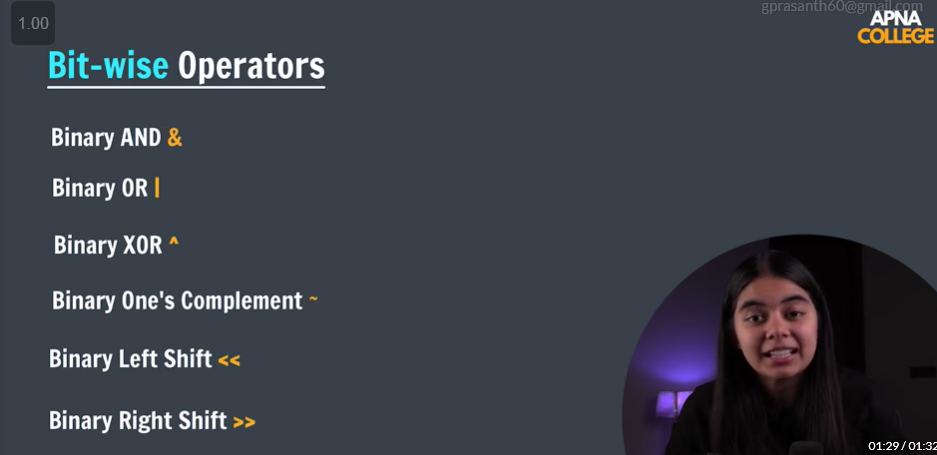 1.00
gprasanth60@gmail.com
APNA
COLLEGE
Bit-wise Operators
Binary AND &
Binary OR |
Binary XOR ^
Binary One's Complement ~
Binary Left Shift <<
Binary Right Shift >>
01:29 / 01:32